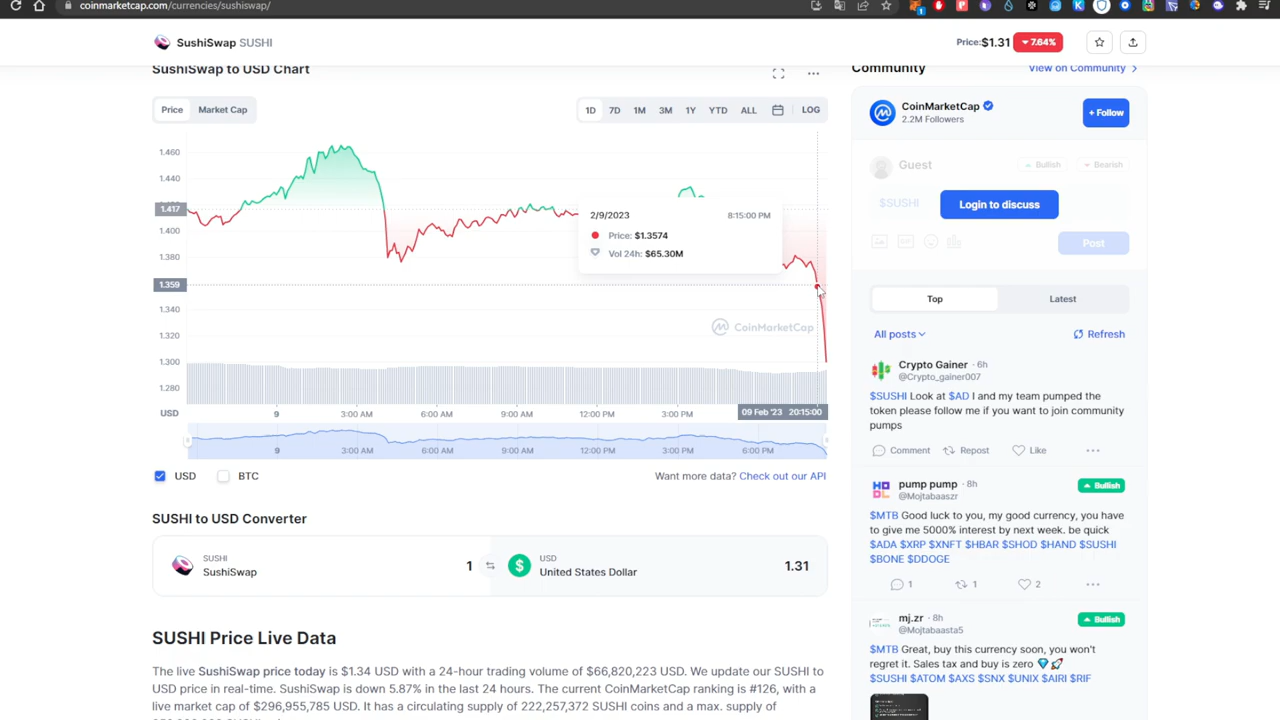 coinmarketcap.com/currencies/sushiswap/
SushiSwap SUSHI
Price:$1.31 7.64%
SushiSwap to USD Chart
Price Market Cap
1D 7D 1M 3M 1Y YTD ALL LOG
1.460
1.440
1.417
1.400
1.380
1.359
1.340
1.320
1.300
1.280
USD
2/9/2023 8:15:00 PM
Price: $1.3574
Vol 24h: $65.30M
CoinMarketCap
9 3:00 AM 6:00 AM 9:00 AM 12:00 PM 3:00 PM 09 Feb '23 20:15:00
9 3:00 AM 6:00 AM 9:00 AM 12:00 PM 3:00 PM 6:00 PM
USD BTC
Want more data? Check out our API
SUSHI to USD Converter
SUSHI
SushiSwap
1
USD
United States Dollar
1.31
SUSHI Price Live Data
The live SushiSwap price today is $1.34 USD with a 24-hour trading volume of $66,820,223 USD. We update our SUSHI to
USD price in real-time. SushiSwap is down 5.87% in the last 24 hours. The current CoinMarketCap ranking is #126, with a
live market cap of $296,955,785 USD. It has a circulating supply of 222,257,372 SUSHI coins and a max. supply of
Community View on Community
CoinMarketCap
2.2M Followers
+ Follow
Guest
Bullish Bearish
$SUSHI
Login to discuss
GIF
Post
Top Latest
All posts Refresh
Crypto Gainer · 6h
@Crypto_gainer007
$SUSHI Look at $AD I and my team pumped the
token please follow me if you want to join community
pumps
Comment Repost Like
pump pump · 8h
@Mojtabaaszr
Bullish
$MTB Good luck to you, my good currency, you have
to give me 5000% interest by next week. be quick
$ADA $XRP $XNFT $HBAR $SHOD $HAND $SUSHI
$BONE $DDOGE
1 1 2
mj.zr · 8h
@Mojtabaasta5
Bullish
$MTB Great, buy this currency soon, you won't
regret it. Sales tax and buy is zero 💎🚀
$SUSHI $ATOM $AXS $SNX $UNIX $AIRI $RIF